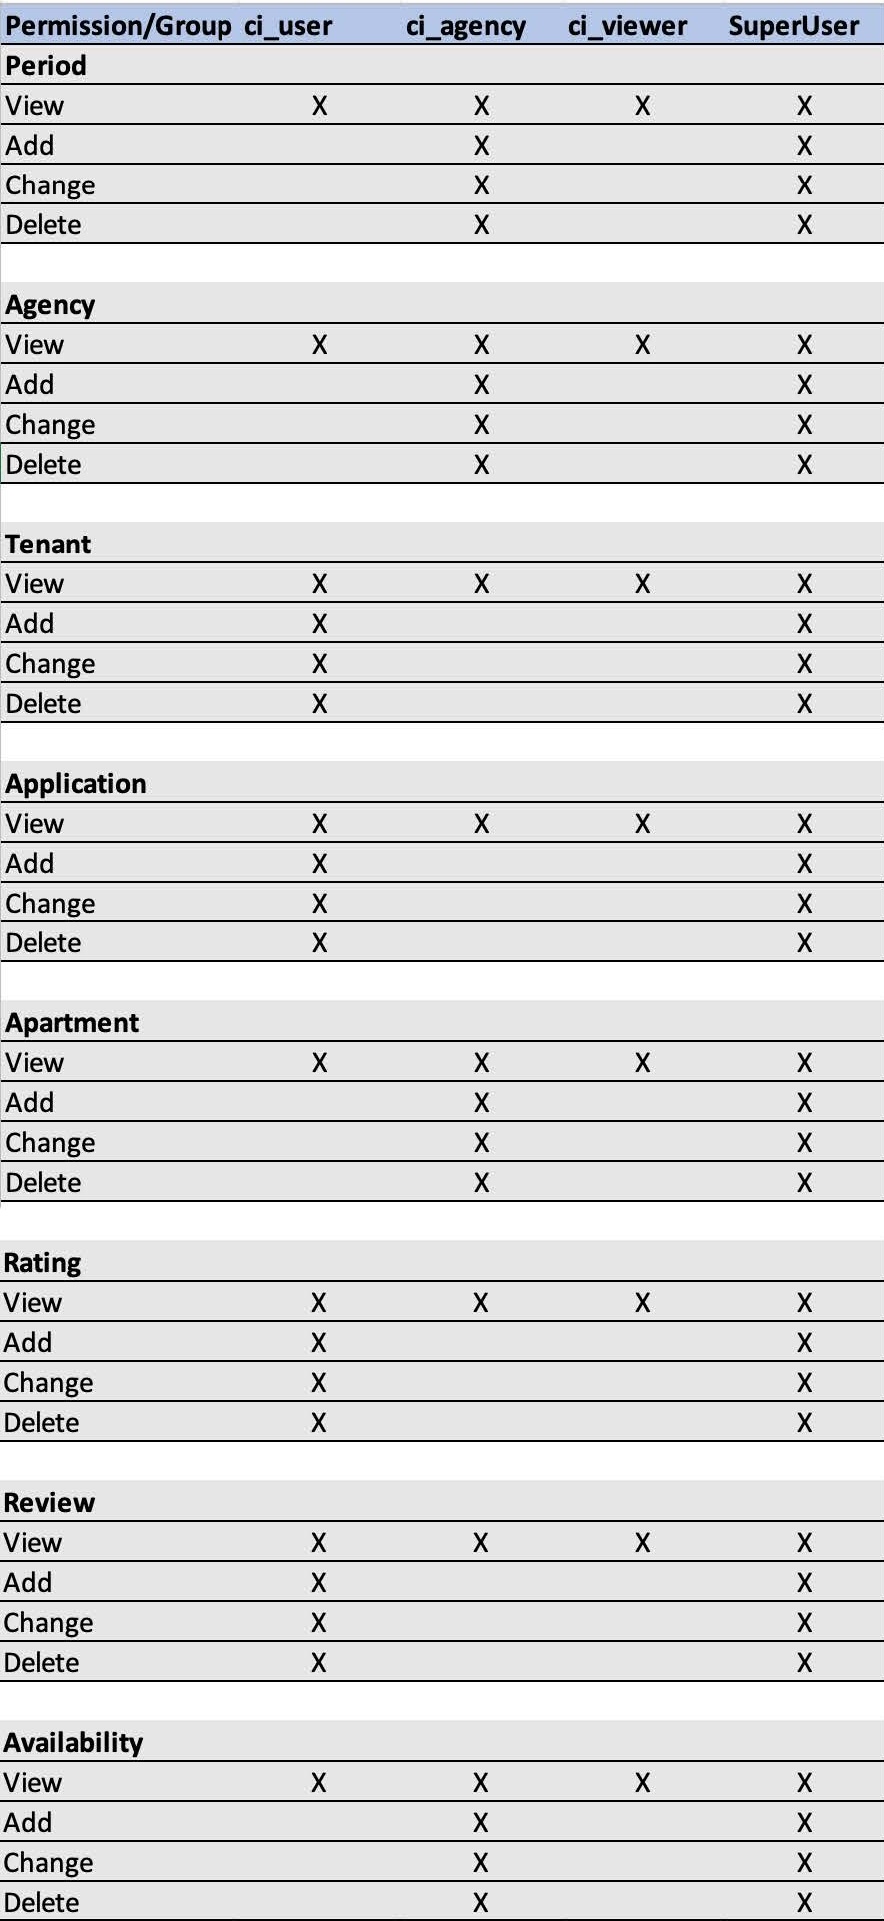 Permission/Group ci_user ci_agency ci_viewer SuperUser
Period
View X X X X
Add X X
Change X X
Delete X X
Agency
View X X X X
Add X X
Change X X
Delete X X
Tenant
View X X X X
Add X X
Change X X
Delete X X
Application
View X X X X
Add X X
Change X X
Delete X X
Apartment
View X X X X
Add X X
Change X X
Delete X X
Rating
View X X X X
Add X X
Change X X
Delete X X
Review
View X X X X
Add X X
Change X X
Delete X X
Availability
View X X X X
Add X X
Change X X
Delete X X